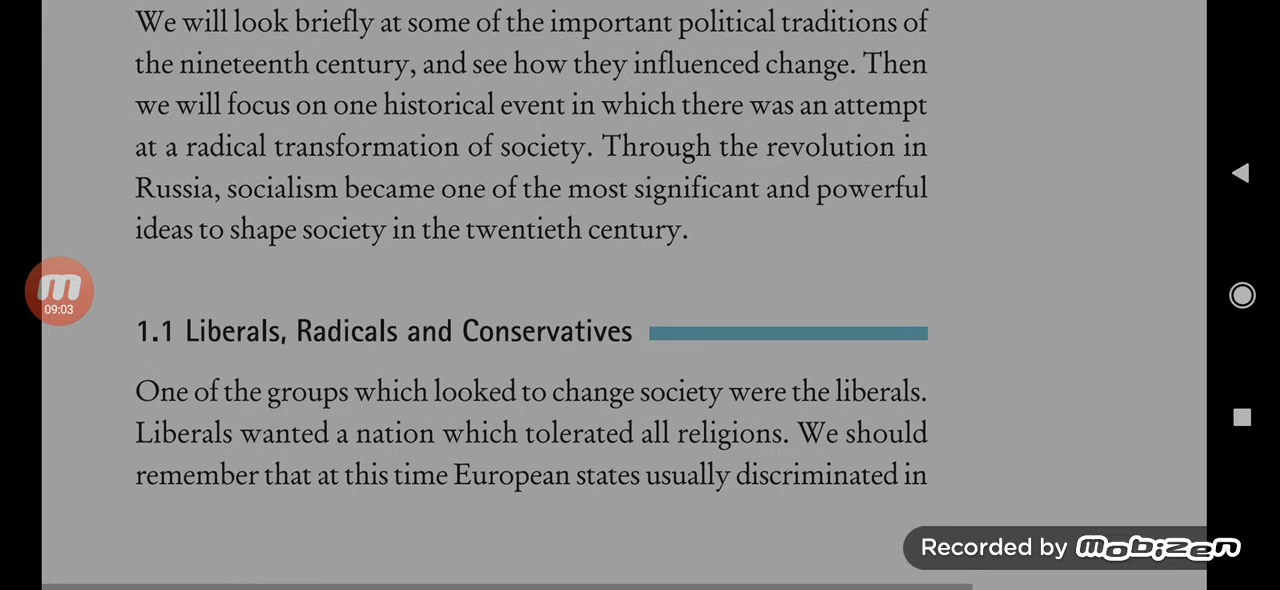 We will look briefly at some of the important political traditions of
the nineteenth century, and see how they influenced change. Then
we will focus on one historical event in which there was an attempt
at a radical transformation of society. Through the revolution in
Russia, socialism became one of the most significant and powerful
ideas to shape society in the twentieth century.
m
09:03
1.1 Liberals, Radicals and Conservatives
One of the groups which looked to change society were the liberals.
Liberals wanted a nation which tolerated all religions. We should
remember that at this time European states usually discriminated in
Recorded by mobizen